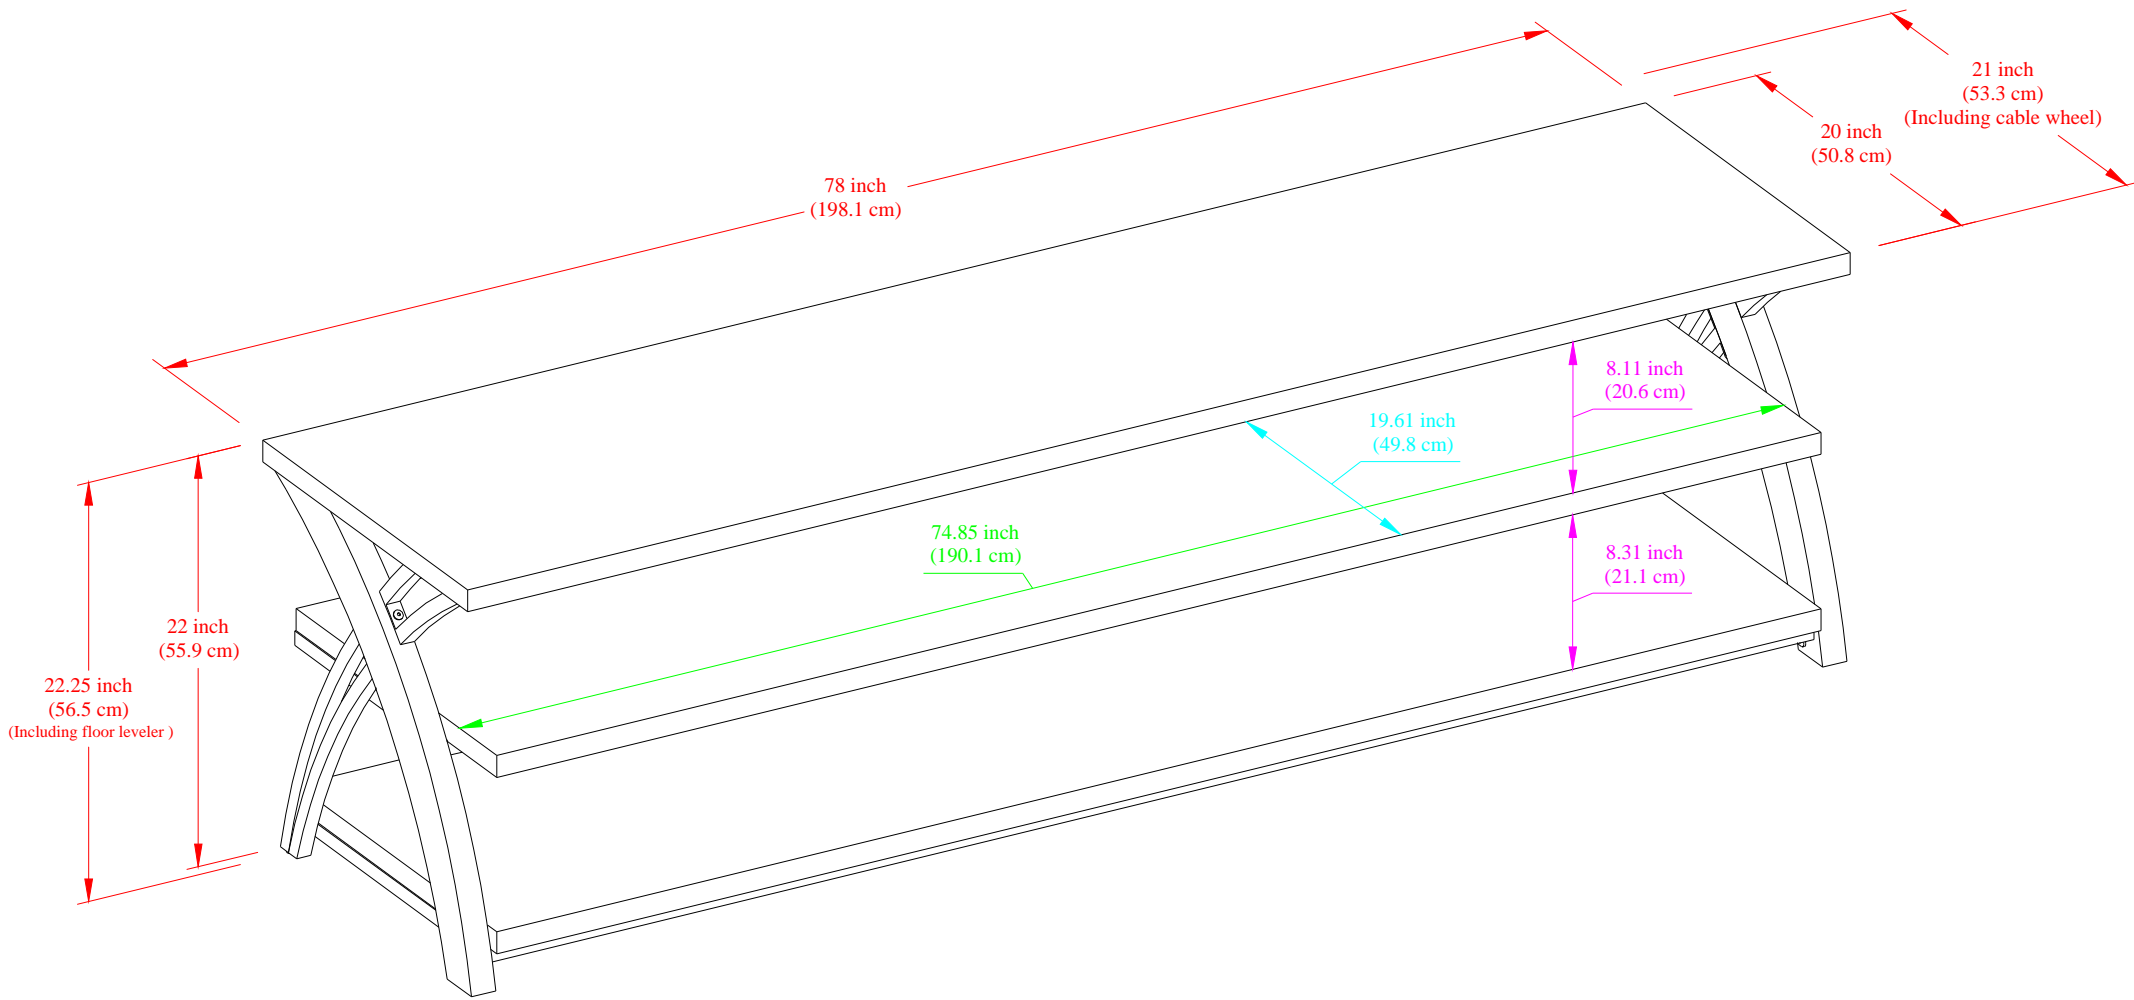 21 inch
(53.3 cm)
(Including cable wheel)
20 inch
(50.8 cm)
78 inch
(198.1 cm)
8.11 inch
(20.6 cm)
19.61 inch
(49.8 cm)
74.85 inch
(190.1 cm)
8.31 inch
(21.1 cm)
22 inch
(55.9 cm)
22.25 inch
(56.5 cm)
(Including floor leveler )